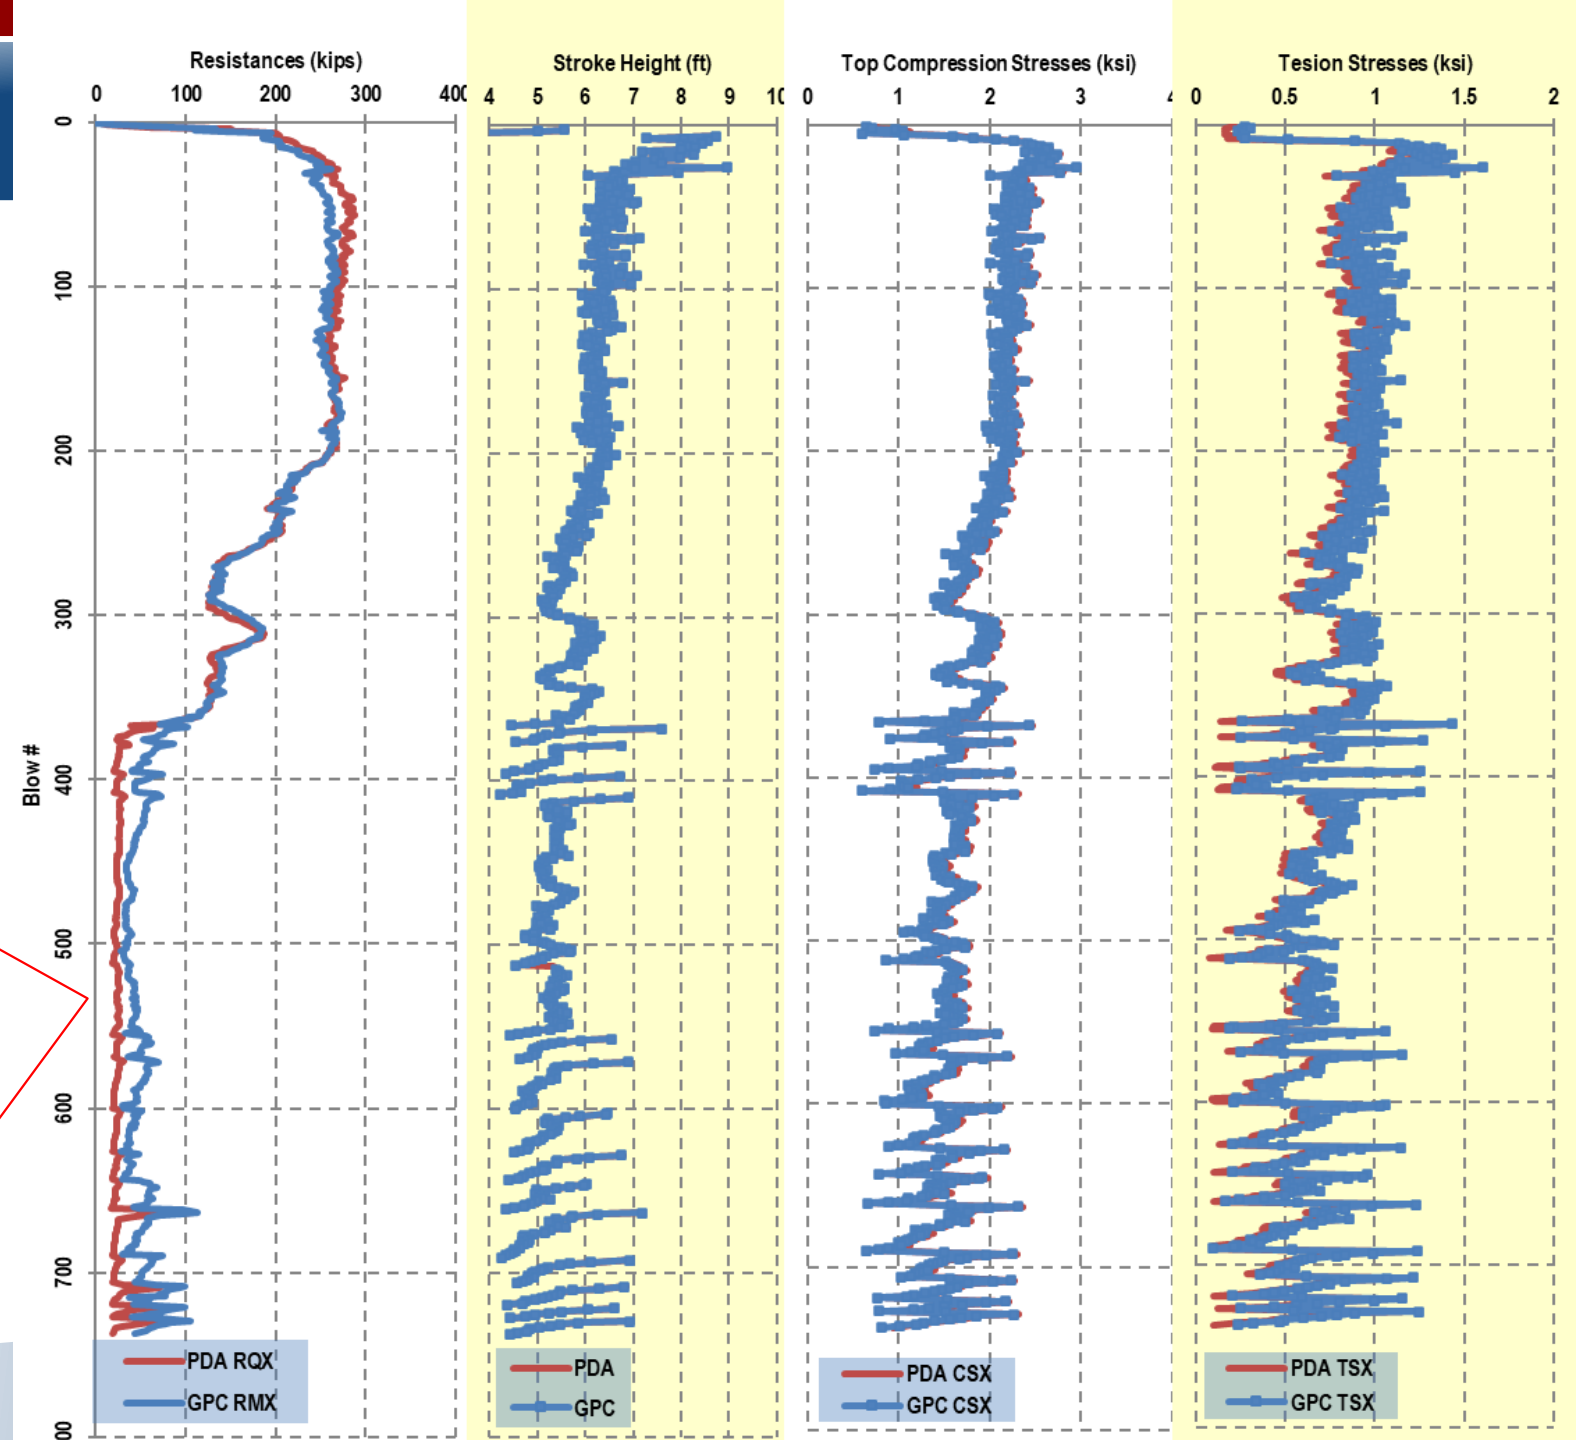 Resistances (kips)
0 100 200 300 400
Stroke Height (ft)
4 5 6 7 8 9 10
Top Compression Stresses (ksi)
0 1 2 3 4
Tesion Stresses (ksi)
0 0.5 1 1.5 2
Blow #
0
100
200
300
400
500
600
700
00
PDA RQX
GPC RMX
PDA
GPC
PDA CSX
GPC CSX
PDA TSX
GPC TSX